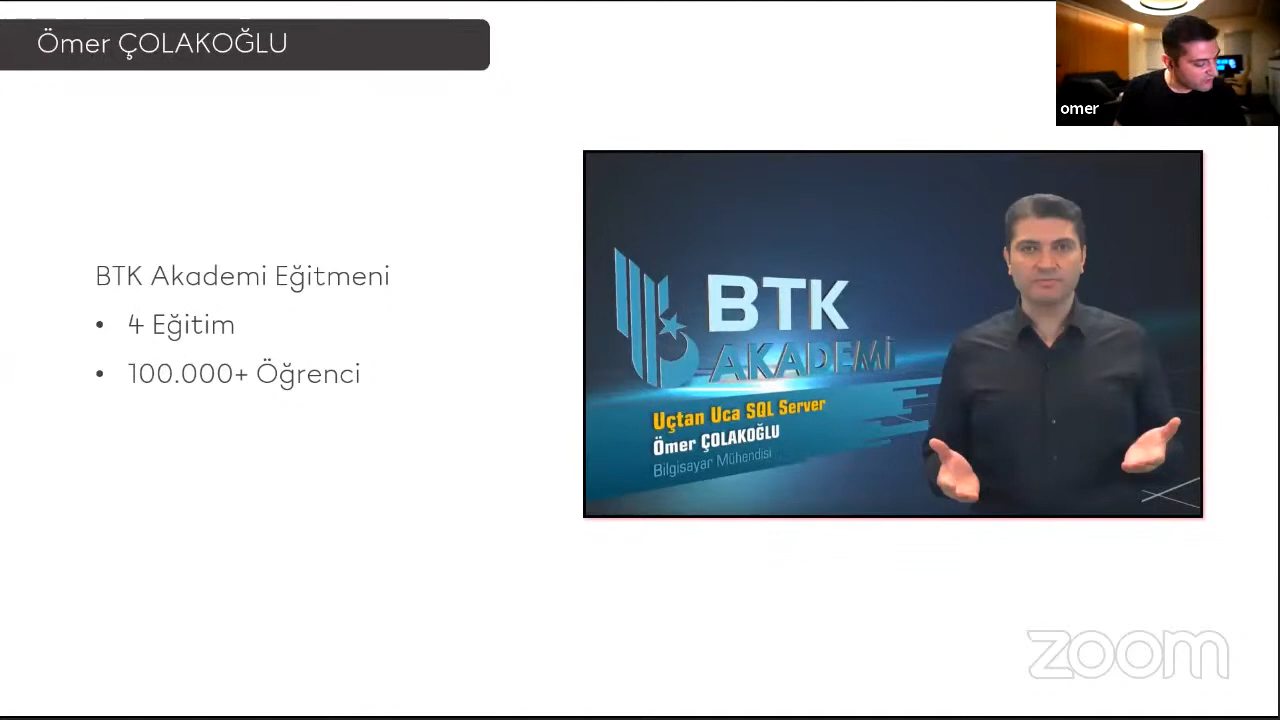 Ömer ÇOLAKOĞLU
omer
BTK Akademi Eğitmeni
• 4 Eğitim
• 100.000+ Öğrenci
BTK
AKADEMİ
Uçtan Uca SQL Server
Ömer ÇOLAKOĞLU
Bilgisayar Mühendisi
zoom